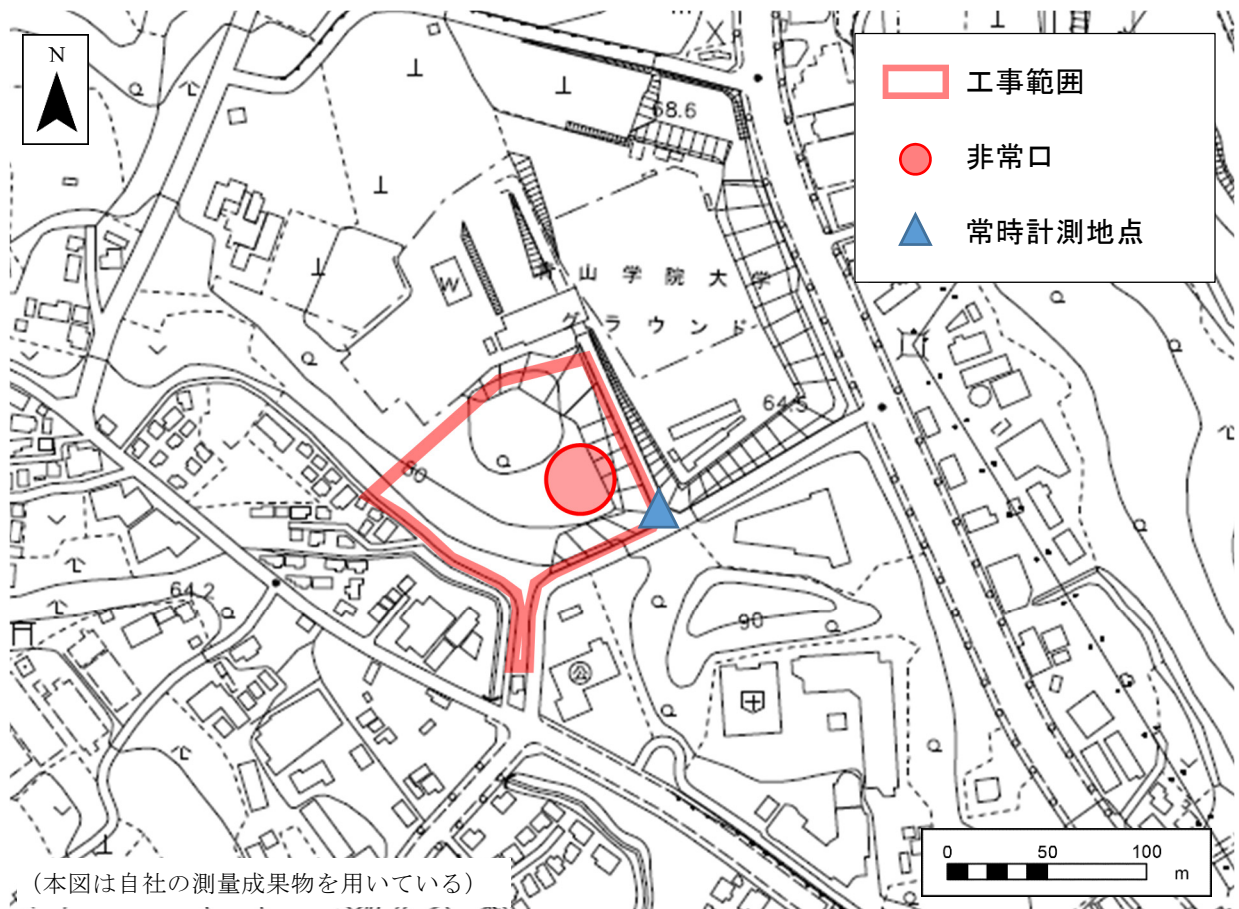 N
68.6
工事範囲
非常口
常時計測地点
山学院大学
W
グラウンド
64.5
60
64.2
90
公
0 50 100
m
（本図は自社の測量成果物を用いている）